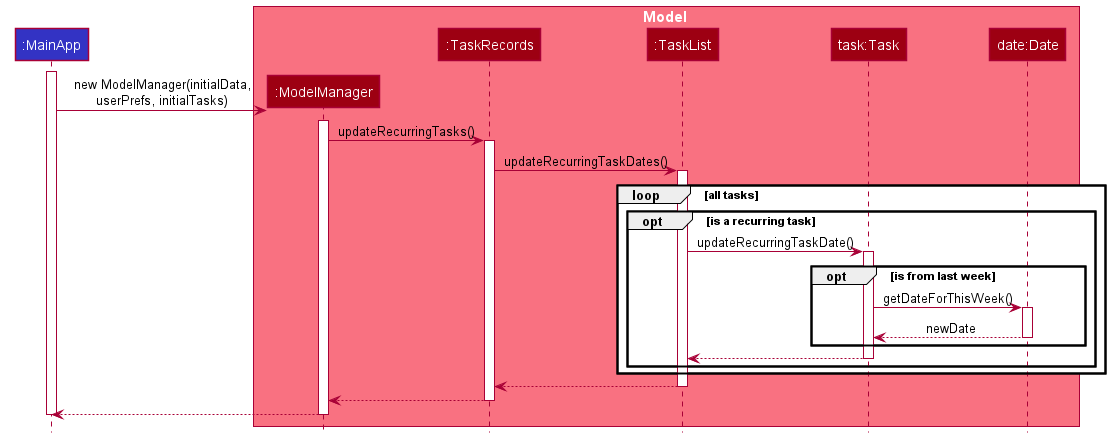 Model
:MainApp
:TaskRecords
:TaskList
task:Task
date:Date
new ModelManager(initialData,
userPrefs, initialTasks)
:ModelManager
updateRecurringTasks()
updateRecurringTaskDates()
loop
[all tasks]
opt
[is a recurring task]
updateRecurringTaskDate()
opt
[is from last week]
getDateForThisWeek()
newDate